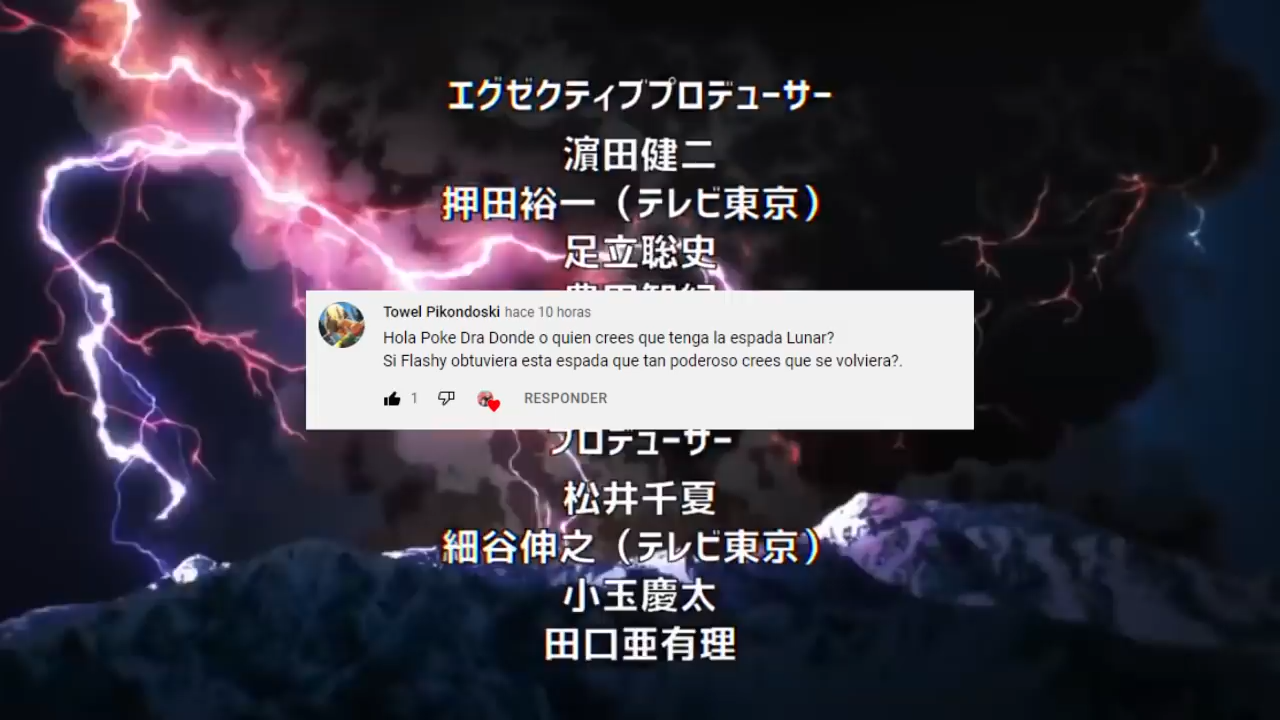 エグゼクティブプロデューサー
濵田健二
押田裕一（テレビ東京）
足立聡史
Towel Pikondoski hace 10 horas
Hola Poke Dra Donde o quien crees que tenga la espada Lunar?
Si Flashy obtuviera esta espada que tan poderoso crees que se volviera?.
1 RESPONDER
プロデューサー
松井千夏
細谷伸之（テレビ東京）
小玉慶太
田口亜有理